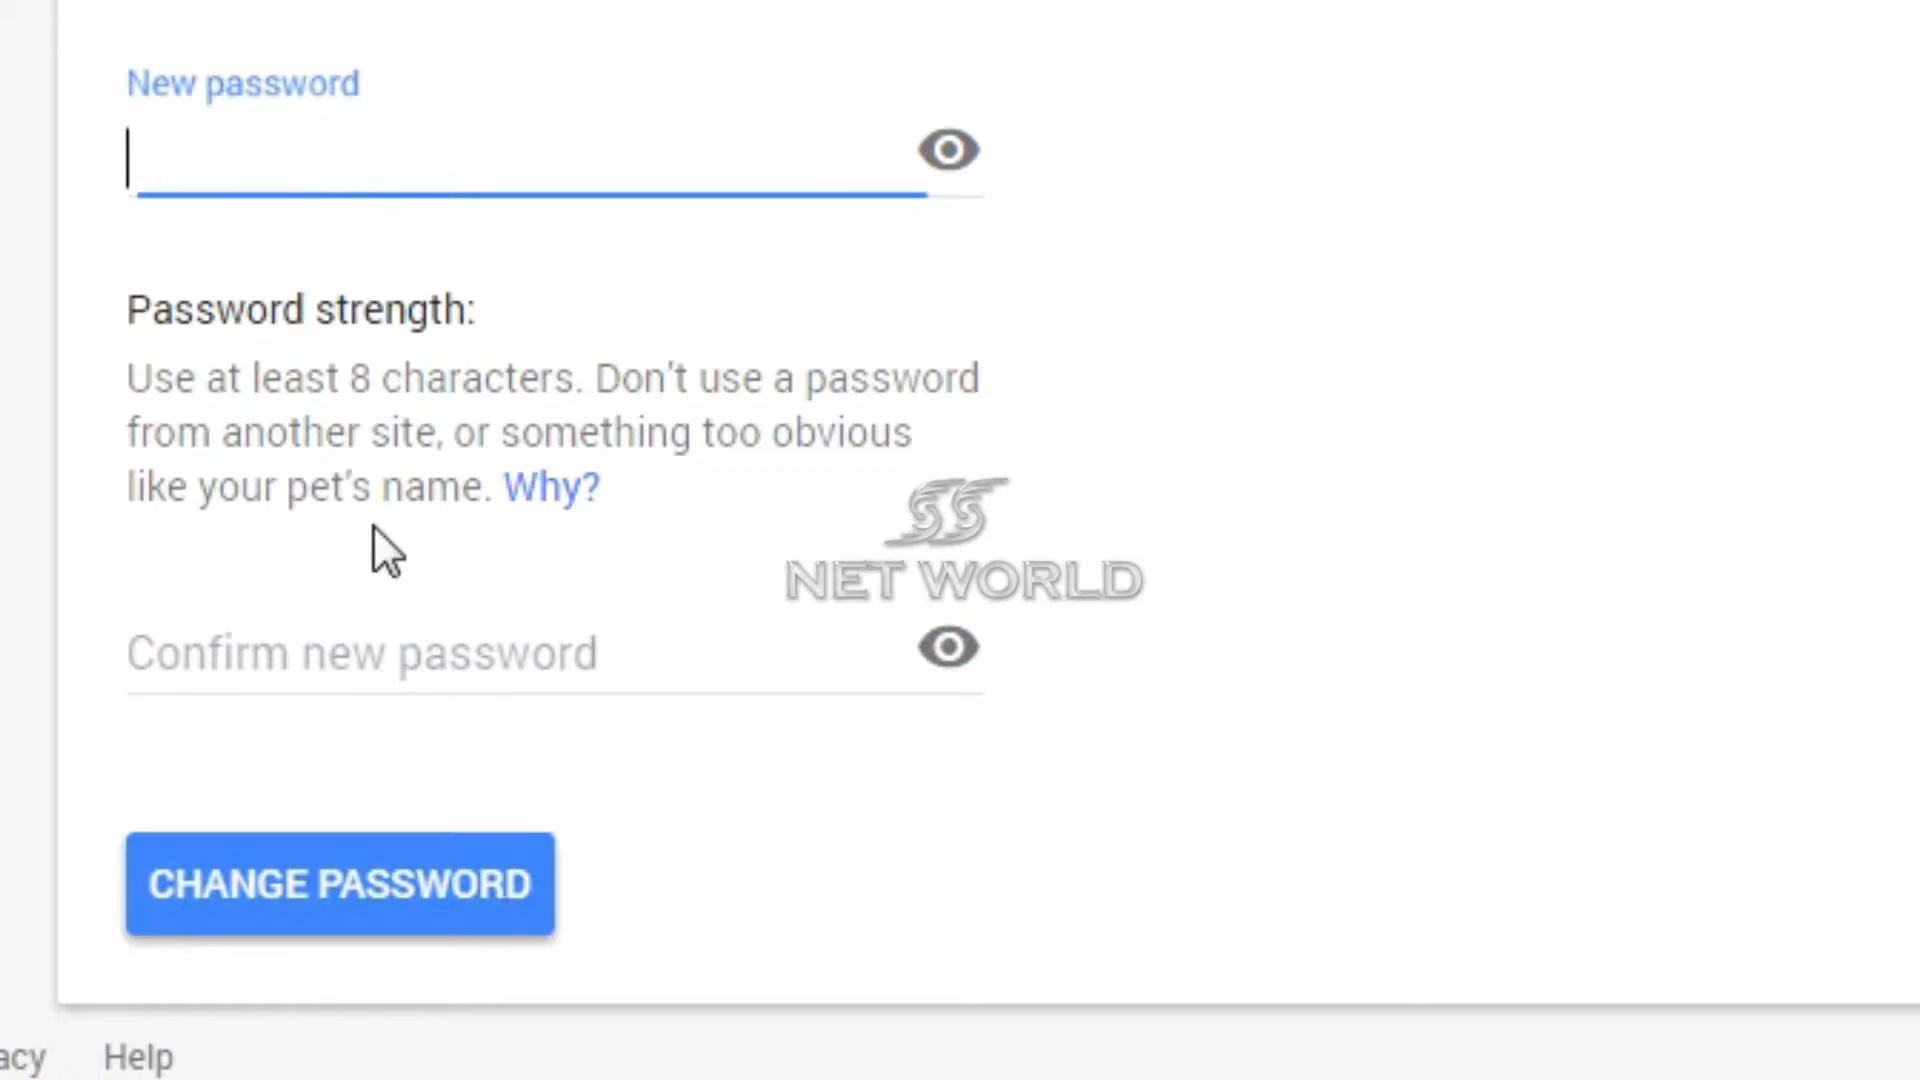 New password
Password strength:
Use at least 8 characters. Don't use a password
from another site, or something too obvious
like your pet's name. Why?
SS
NET WORLD
Confirm new password
CHANGE PASSWORD
acy Help